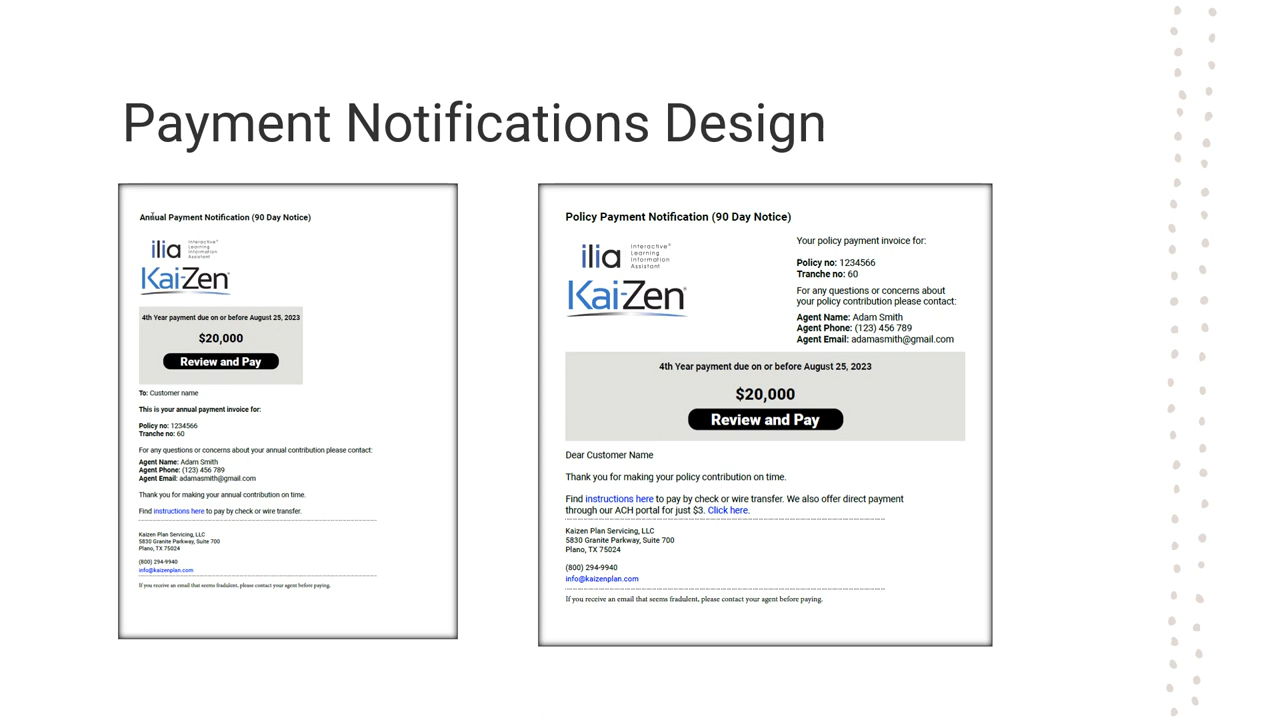 Payment Notifications Design
Annual Payment Notification (90 Day Notice)
ilia
Interactive®
Learning
Information
Assistant
Kai-Zen®
4th Year payment due on or before August 25, 2023
$20,000
Review and Pay
To: Customer name
This is your annual payment invoice for:
Policy no: 1234566
Tranche no: 60
For any questions or concerns about your annual contribution please contact:
Agent Name: Adam Smith
Agent Phone: (123) 456 789
Agent Email: adamasmith@gmail.com
Thank you for making your annual contribution on time.
Find instructions here to pay by check or wire transfer.
Kaizen Plan Servicing, LLC
5830 Granite Parkway, Suite 700
Plano, TX 75024
(800) 294-9940
info@kaizenplan.com
If you receive an email that seems fradulent, please contact your agent before paying.
Policy Payment Notification (90 Day Notice)
ilia
Interactive®
Learning
Information
Assistant
Kai-Zen®
Your policy payment invoice for:
Policy no: 1234566
Tranche no: 60
For any questions or concerns about
your policy contribution please contact:
Agent Name: Adam Smith
Agent Phone: (123) 456 789
Agent Email: adamasmith@gmail.com
4th Year payment due on or before August 25, 2023
$20,000
Review and Pay
Dear Customer Name
Thank you for making your policy contribution on time.
Find instructions here to pay by check or wire transfer. We also offer direct payment
through our ACH portal for just $3. Click here.
Kaizen Plan Servicing, LLC
5830 Granite Parkway, Suite 700
Plano, TX 75024
(800) 294-9940
info@kaizenplan.com
If you receive an email that seems fradulent, please contact your agent before paying.